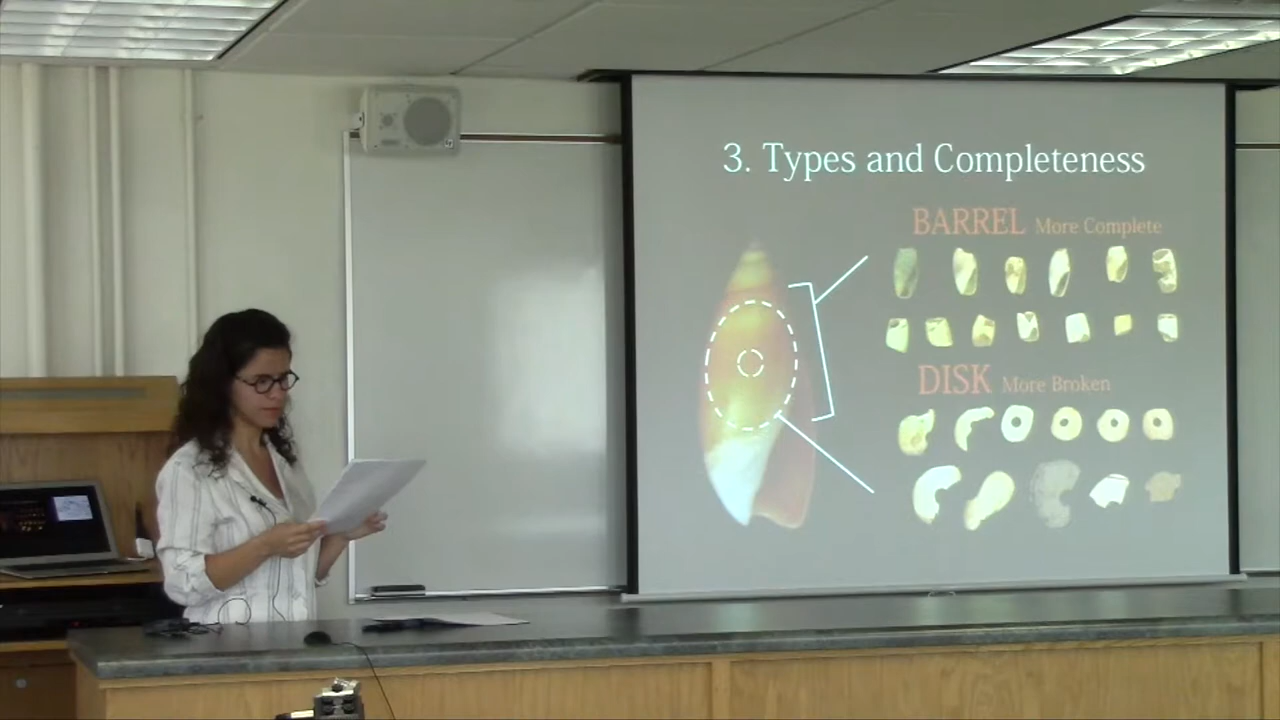 3. Types and Completeness
BARREL More Complete
DISK More Broken